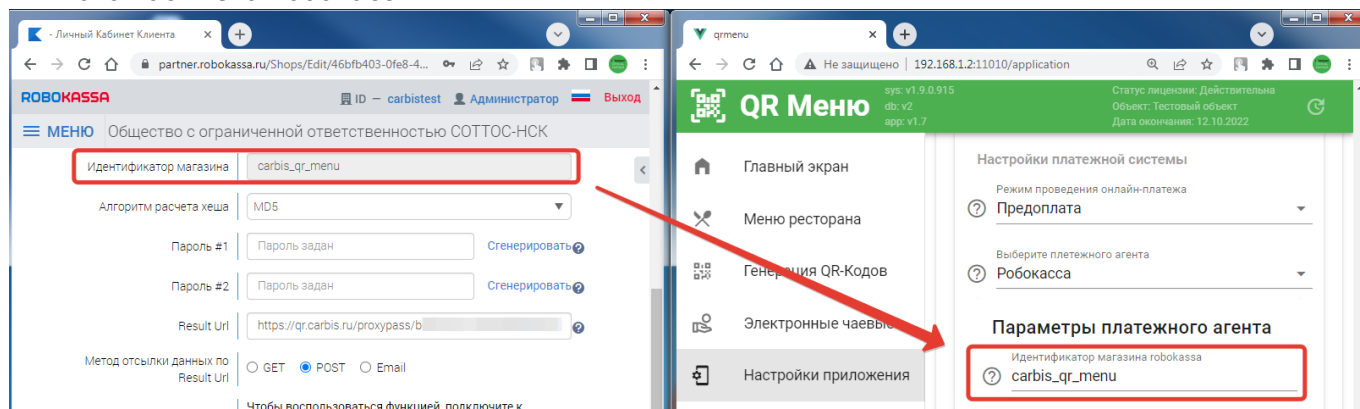 - Личный Кабинет Клиента
partner.robokassa.ru/Shops/Edit/46bfb403-0fe8-4...
ROBOKASSA
ID — carbistest Администратор Выход
МЕНЮ Общество с ограниченной ответственностью СОТТОС-НСК
Идентификатор магазина carbis_qr_menu
Алгоритм расчета хеша MD5
Пароль #1 Пароль задан Сгенерировать
Пароль #2 Пароль задан Сгенерировать
Result Url https://qr.carbis.ru/proxypass/b
Метод отсылки данных по
Result Url
GET POST Email
Чтобы воспользоваться функцией, подключите к
qrmenu
Не защищено 192.168.1.2:11010/application
QR Меню
sys: v1.9.0.915
db: v2
app: v1.7
Статус лицензии: Действительна
Объект: Тестовый объект
Дата окончания: 12.10.2022
Главный экран
Меню ресторана
Генерация QR-Кодов
Электронные чаевые
Настройки приложения
Настройки платежной системы
Режим проведения онлайн-платежа
Предоплата
Выберите плетежного агента
Робокасса
Параметры платежного агента
Идентификатор магазина robokassa
carbis_qr_menu